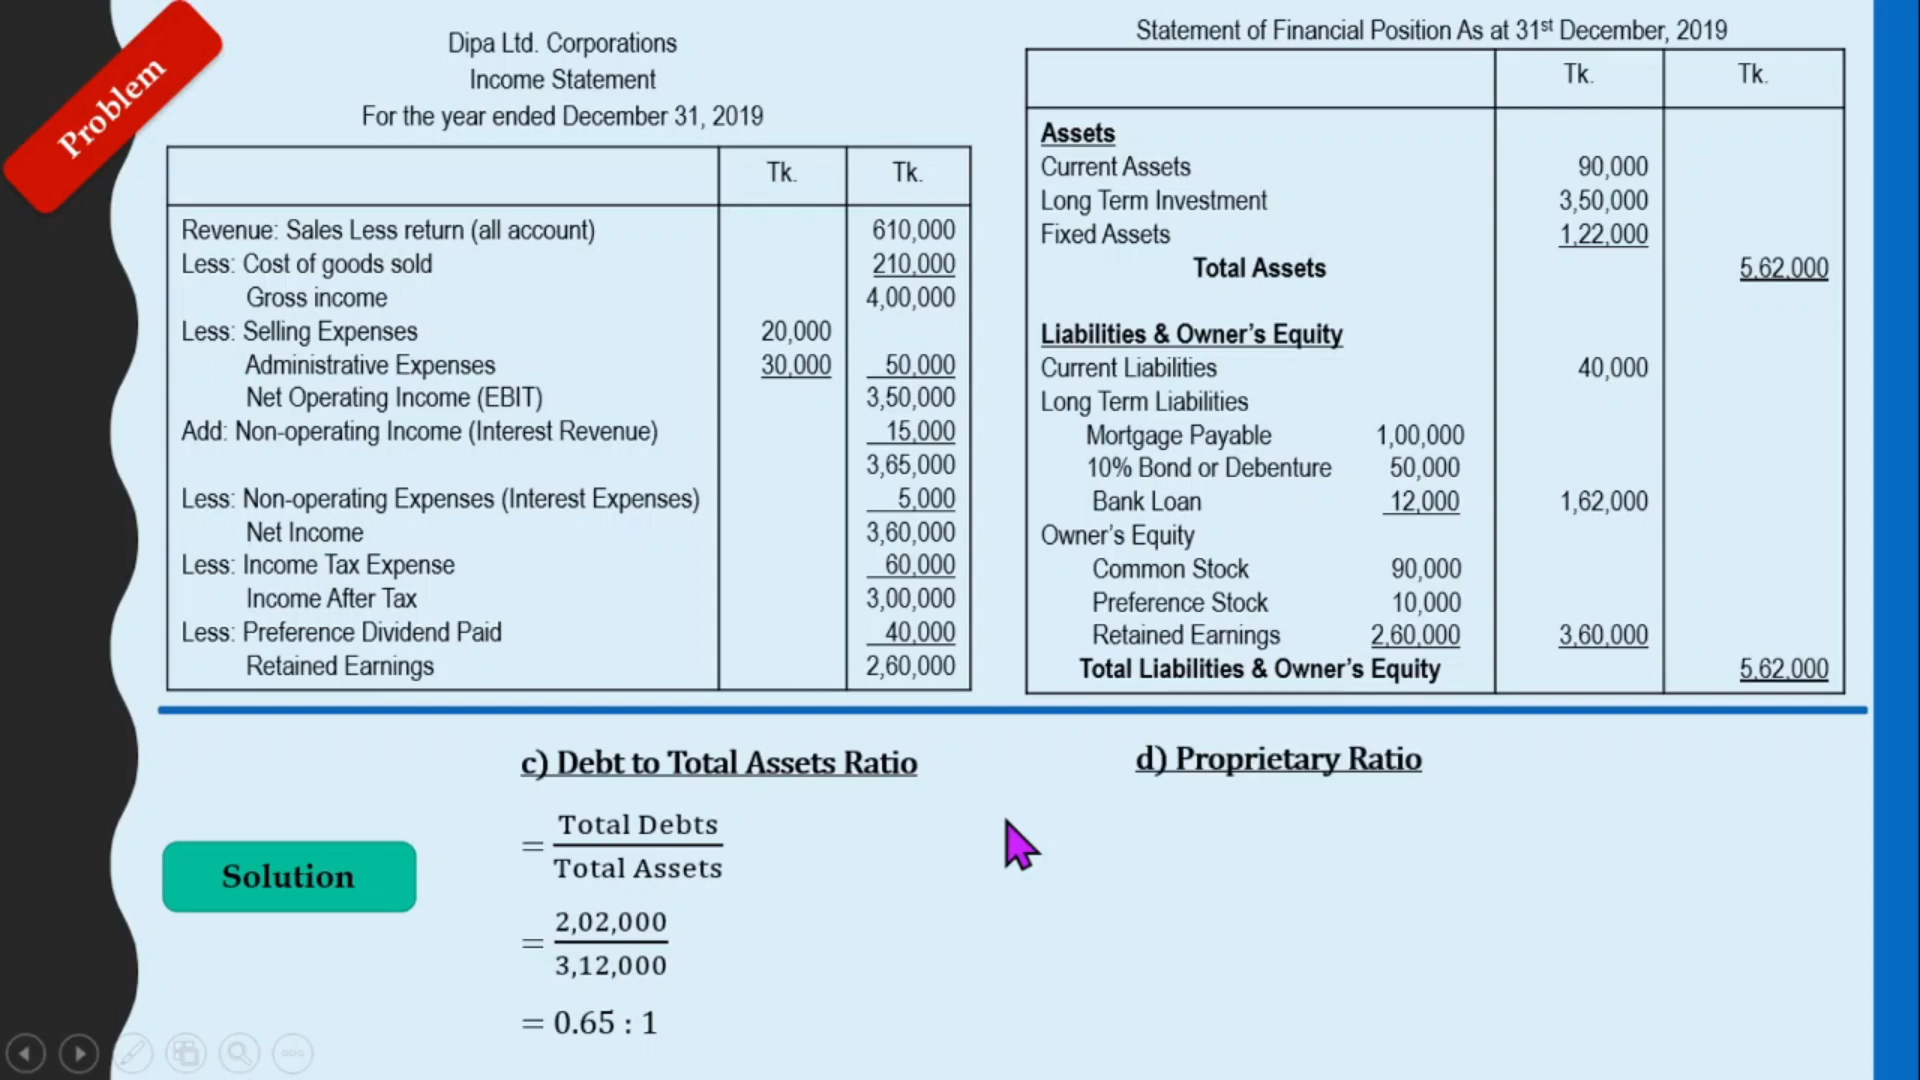 Problem
Dipa Ltd. Corporations
Income Statement
For the year ended December 31, 2019
Tk. Tk.
Revenue: Sales Less return (all account) 610,000
Less: Cost of goods sold 210,000
Gross income 4,00,000
Less: Selling Expenses 20,000
Administrative Expenses 30,000 50,000
Net Operating Income (EBIT) 3,50,000
Add: Non-operating Income (Interest Revenue) 15,000
3,65,000
Less: Non-operating Expenses (Interest Expenses) 5,000
Net Income 3,60,000
Less: Income Tax Expense 60,000
Income After Tax 3,00,000
Less: Preference Dividend Paid 40,000
Retained Earnings 2,60,000
Statement of Financial Position As at 31st December, 2019
Tk. Tk.
Assets
Current Assets 90,000
Long Term Investment 3,50,000
Fixed Assets 1,22,000
Total Assets 5,62,000
Liabilities & Owner's Equity
Current Liabilities 40,000
Long Term Liabilities
Mortgage Payable 1,00,000
10% Bond or Debenture 50,000
Bank Loan 12,000 1,62,000
Owner's Equity
Common Stock 90,000
Preference Stock 10,000
Retained Earnings 2,60,000 3,60,000
Total Liabilities & Owner's Equity 5,62,000
Solution
c) Debt to Total Assets Ratio
= Total Debts
Total Assets
= 2,02,000
3,12,000
= 0.65 : 1
d) Proprietary Ratio